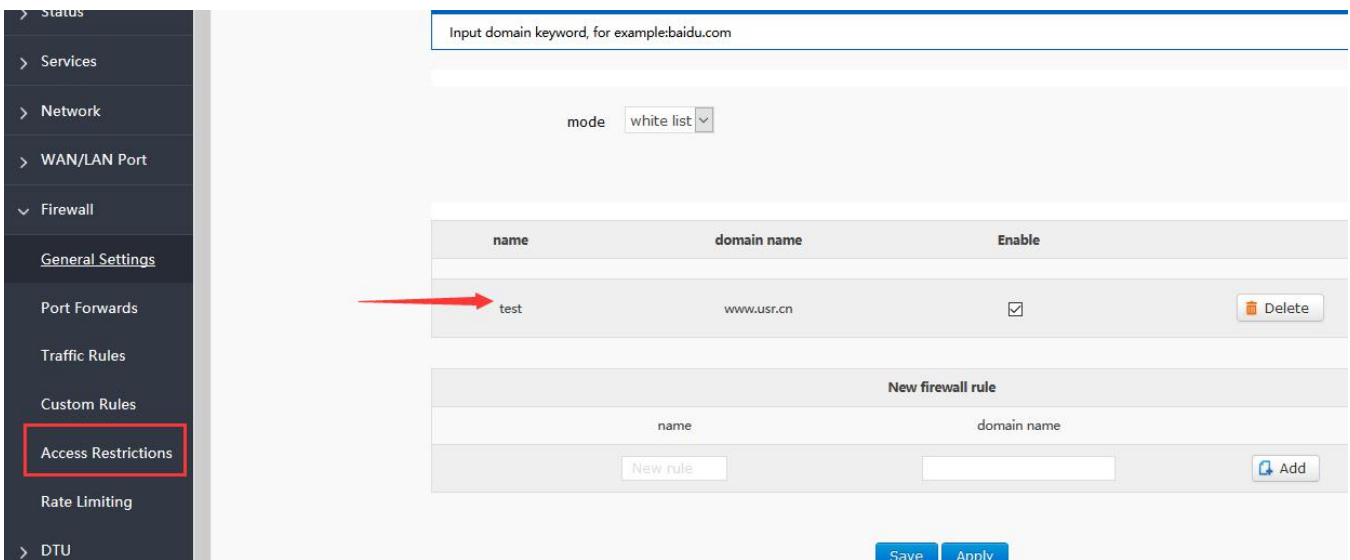 Status
Services
Network
WAN/LAN Port
Firewall
General Settings
Port Forwards
Traffic Rules
Custom Rules
Access Restrictions
Rate Limiting
DTU
Input domain keyword, for example:baidu.com
mode white list
name domain name Enable
test www.usr.cn Delete
New firewall rule
name domain name
New rule Add
Save Apply